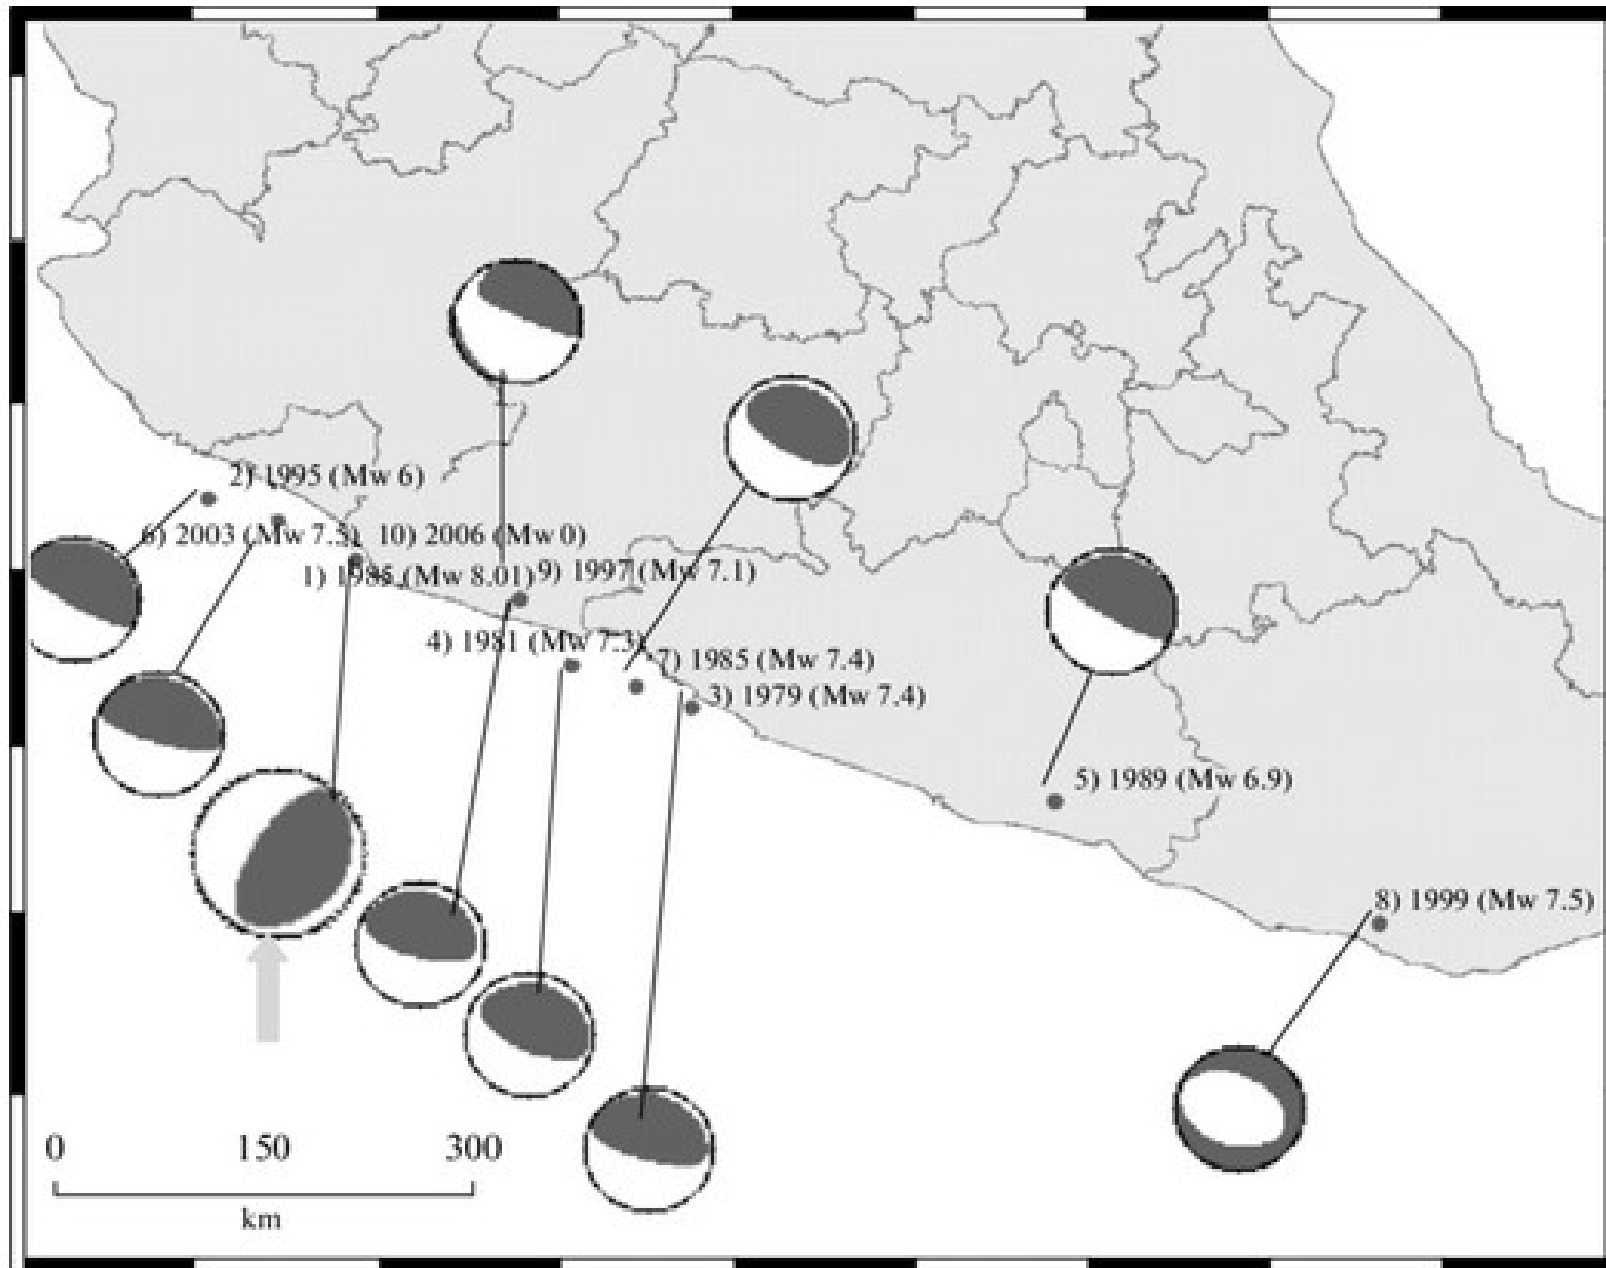 2) 1995 (Mw 6)
6) 2003 (Mw 7.5)
10) 2006 (Mw 0)
1) 1985 (Mw 8.01)
9) 1997 (Mw 7.1)
4) 1981 (Mw 7.3)
7) 1985 (Mw 7.4)
3) 1979 (Mw 7.4)
5) 1989 (Mw 6.9)
8) 1999 (Mw 7.5)
0 150 300
km